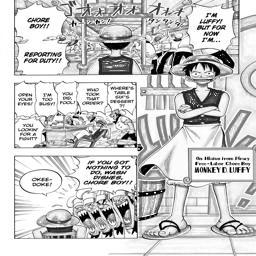 I'M
LUFFY!
BUT FOR
NOW
I'M...
CHORE
BOY!!
REPORTING
FOR DUTY!!
WHERE'S
TABLE
SUI'S
DESSERT
?!
WHO
TOOK
THAT
ORDER?
YOU
DID,
FOOL!
I'M
TOO
BUSY!
OPEN
YOUR
EYES!
YOU
LOOKIN'
FOR A
FIGHT?
IF YOU GOT
NOTHING
TO DO,
WASH
DISHES,
CHORE BOY!!
OKEE-
DOKE!
On Hiatus from Piracy
Free-Labor Chore Boy
MONKEY D. LUFFY